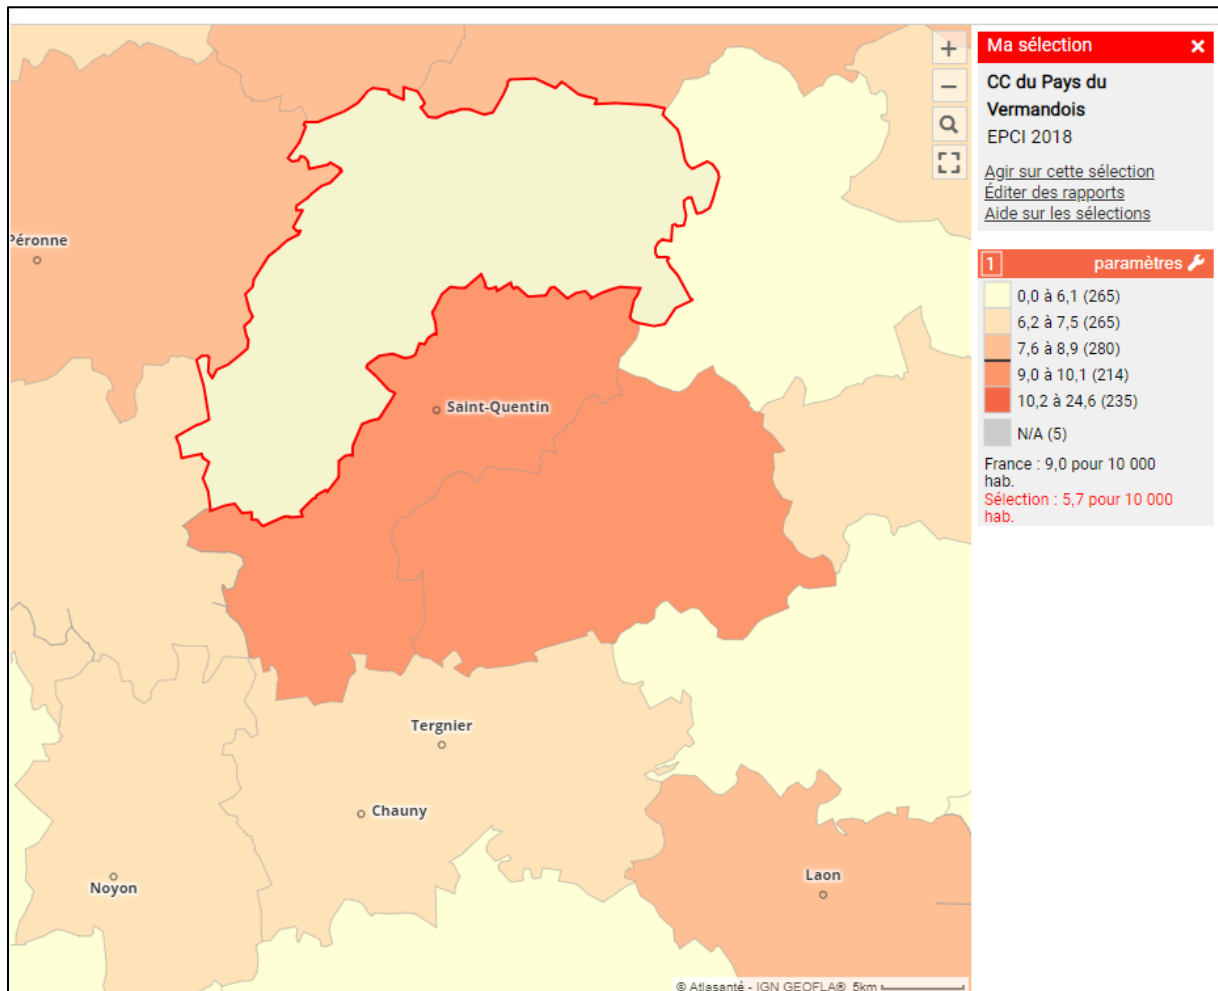 Péronne
Saint-Quentin
Tergnier
Chauny
Noyon
Laon
© Atlasanté - IGN GEOFLA® 5km
+
−
Ma sélection ×
CC du Pays du
Vermandois
EPCI 2018
Agir sur cette sélection
Éditer des rapports
Aide sur les sélections
1 paramètres
0,0 à 6,1 (265)
6,2 à 7,5 (265)
7,6 à 8,9 (280)
9,0 à 10,1 (214)
10,2 à 24,6 (235)
N/A (5)
France : 9,0 pour 10 000
hab.
Sélection : 5,7 pour 10 000
hab.